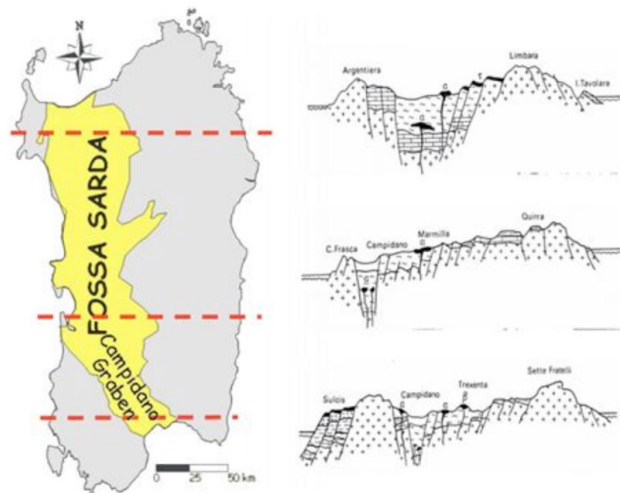 N
FOSSA SARDA
Campidano
Graben
0 25 50 km
Argentiera
Limbara
I. Tavolara
C. Frasca
Campidano
Marmilla
Quirra
Sulcis
Campidano
Trexenta
Sette Fratelli